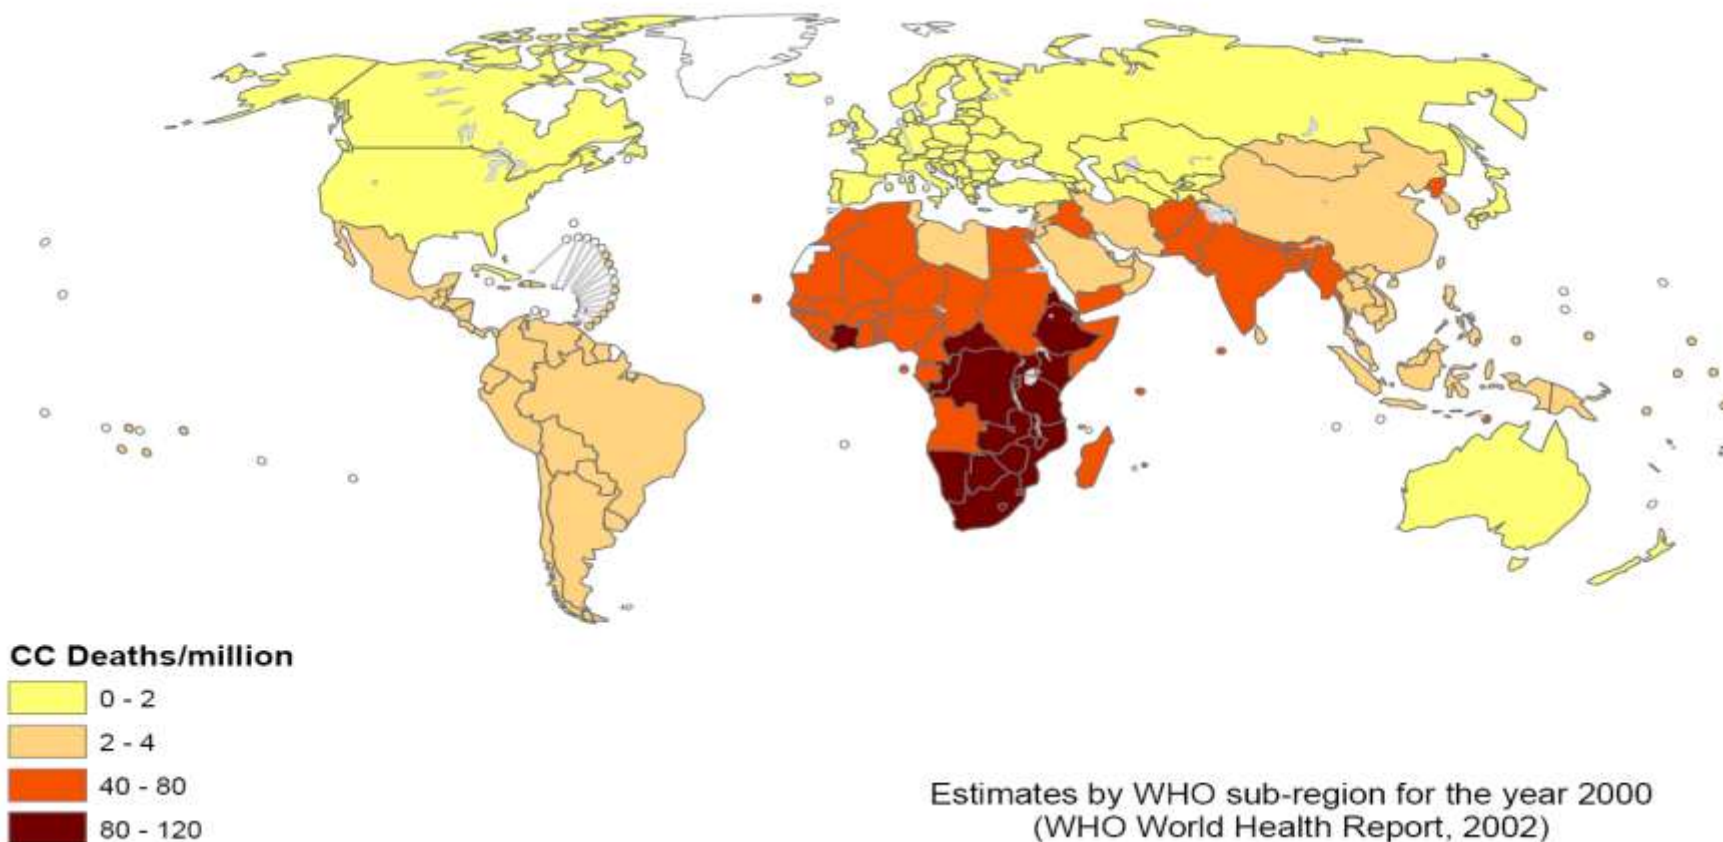 CC Deaths/million
0 - 2
2 - 4
40 - 80
80 - 120
Estimates by WHO sub-region for the year 2000
(WHO World Health Report, 2002)